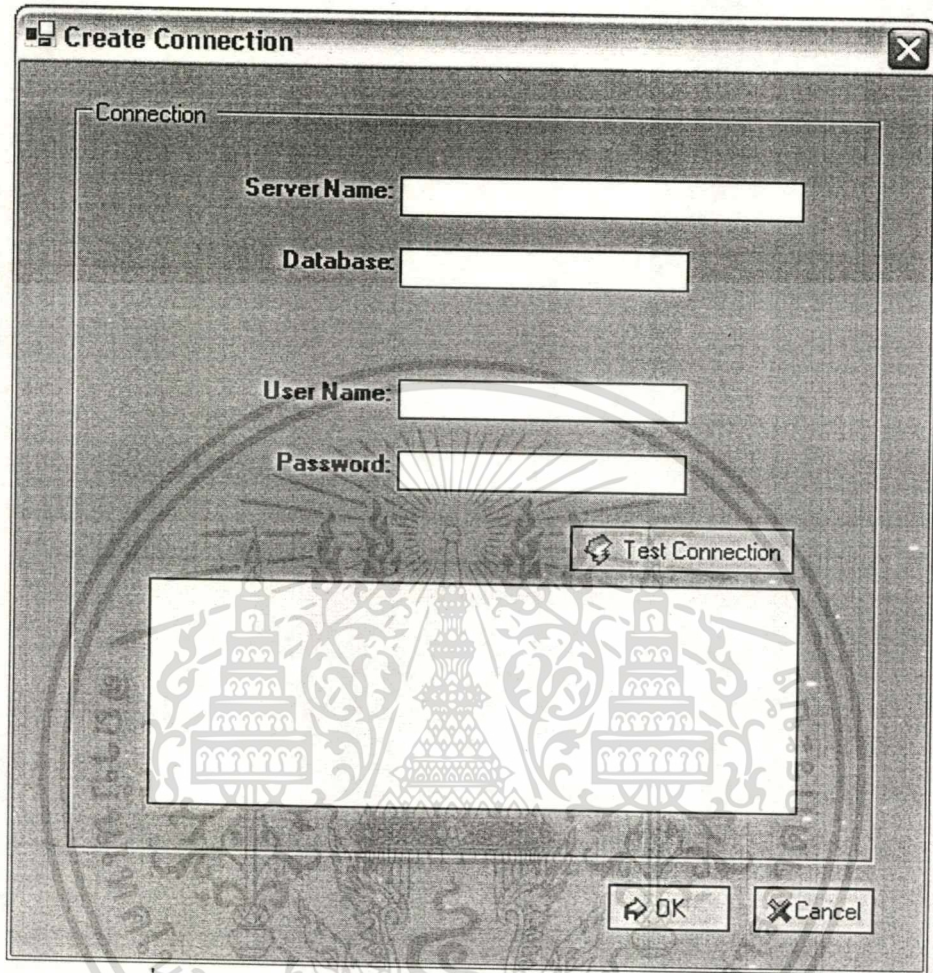 Create Connection
Connection
Server Name:
Database:
User Name:
Password:
Test Connection
OK
Cancel